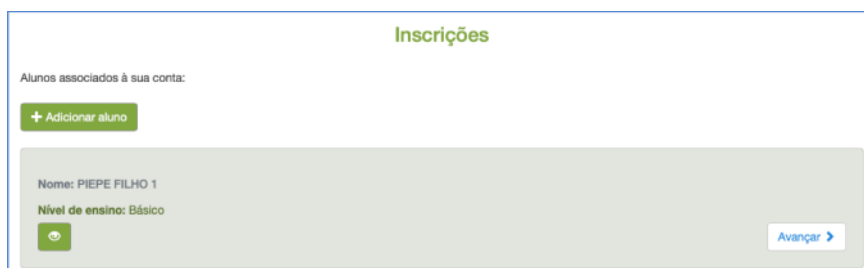 Inscrições
Alunos associados à sua conta:
Adicionar aluno
Nome: PIEPE FILHO 1
Nível de ensino: Básico
Avançar